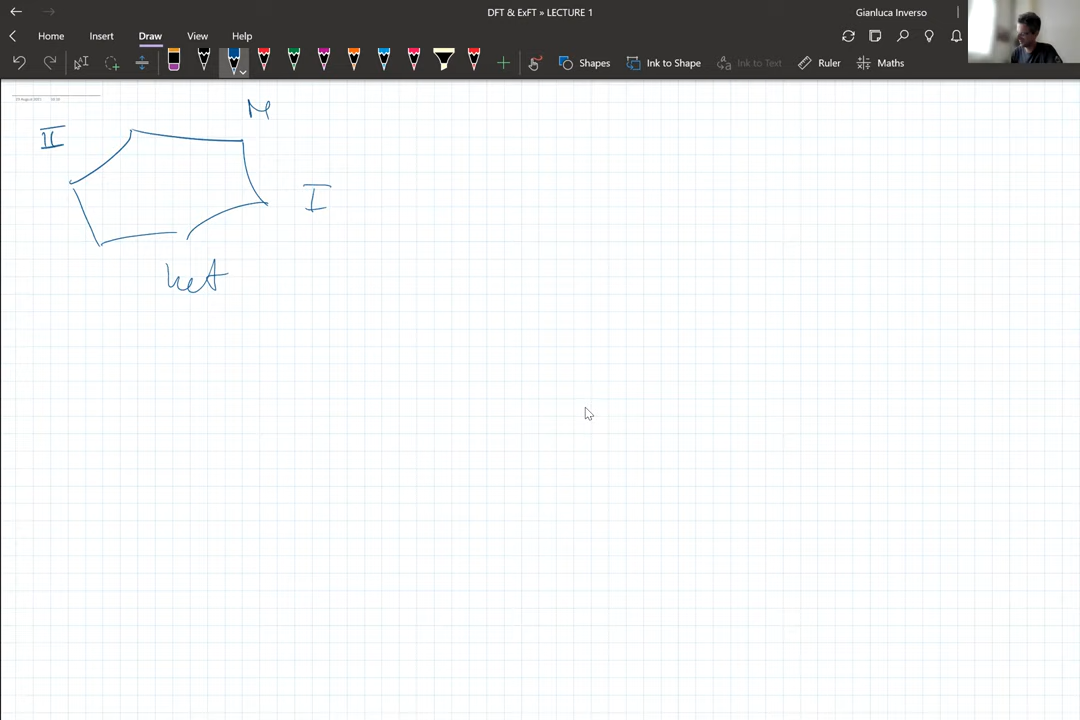 DFT & ExFT » LECTURE 1
Gianluca Inverso
Home Insert Draw View Help
Shapes Ink to Shape Ink to Text Ruler Maths
M
II
I
het